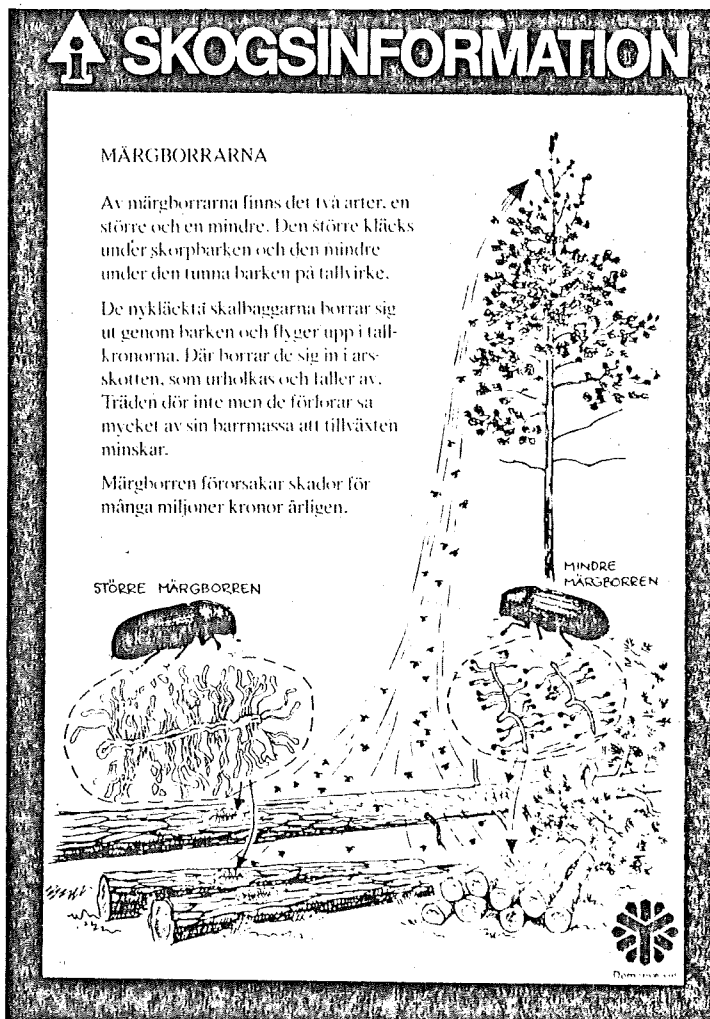 i SKOGSINFORMATION
MÄRGBORRARNA
Av märgborrarna finns det två arter, en
större och en mindre. Den större kläcks
under skorpbarken och den mindre
under den tunna barken på tallvirke.
De nykläckta skalbaggarna borrar sig
ut genom barken och flyger upp i tall-
kronorna. Där borrar de sig in i års-
skotten, som urholkas och faller av.
Träden dör inte men de förlorar så
mycket av sin barrmassa att tillväxten
minskar.
Märgborren förorsakar skador för
många miljoner kronor årligen.
STÖRRE MÄRGBORREN
MINDRE
MÄRGBORREN